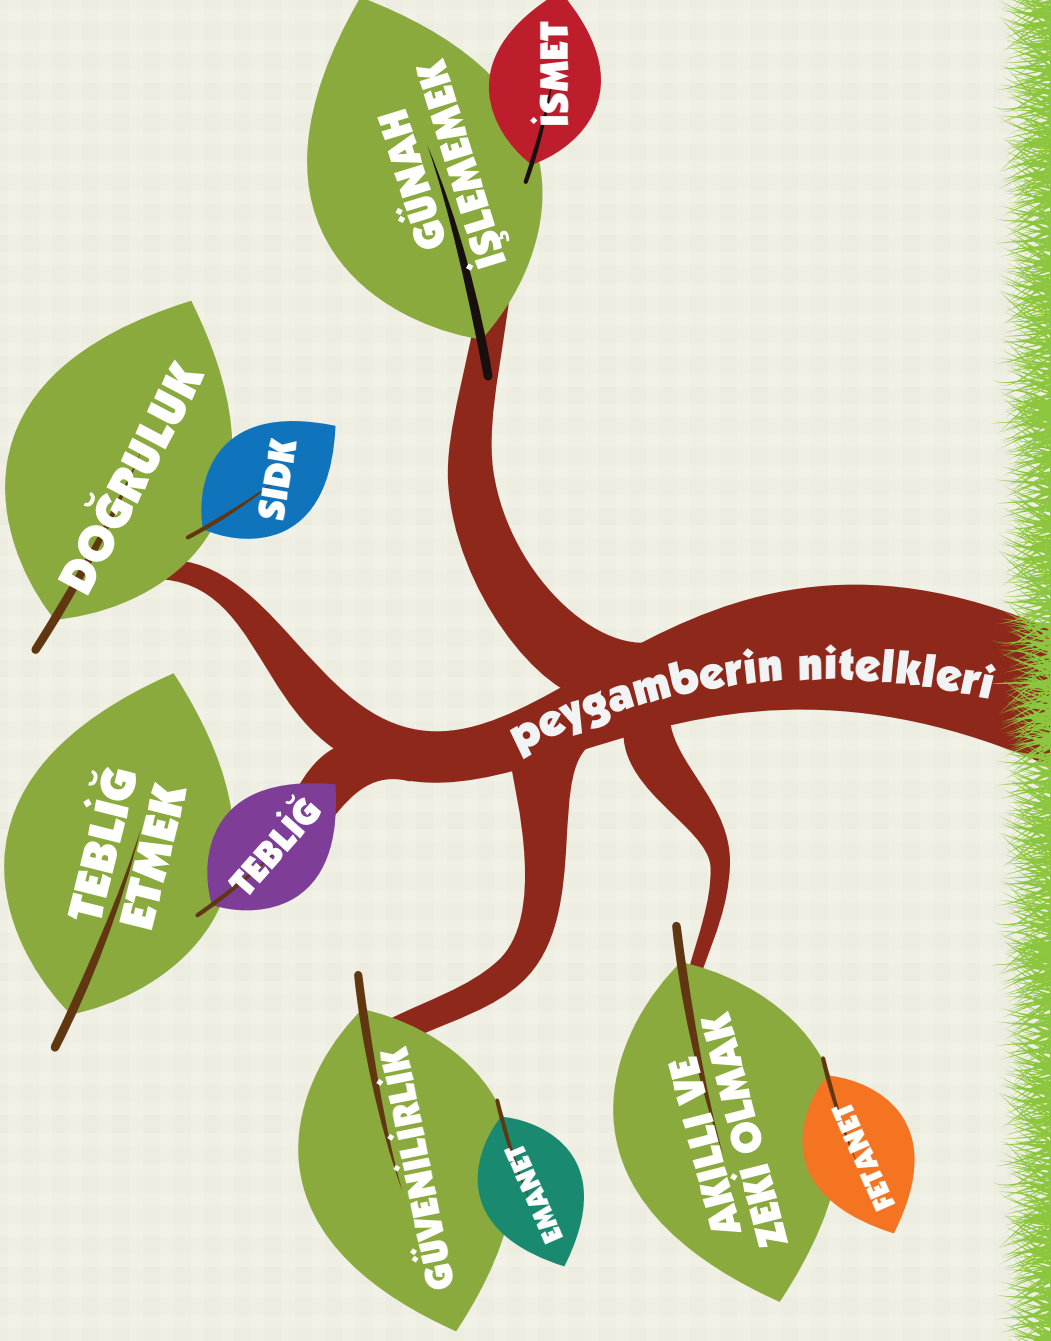 GÜNAH
İŞLEMEMEK
İSMET
DOĞRULUK
SIDK
TEBLİĞ
ETMEK
TEBLİĞ
GÜVENİLİRLİK
EMANET
AKILLI VE
ZEKİ OLMAK
FETANET
peygamberin nitelkleri